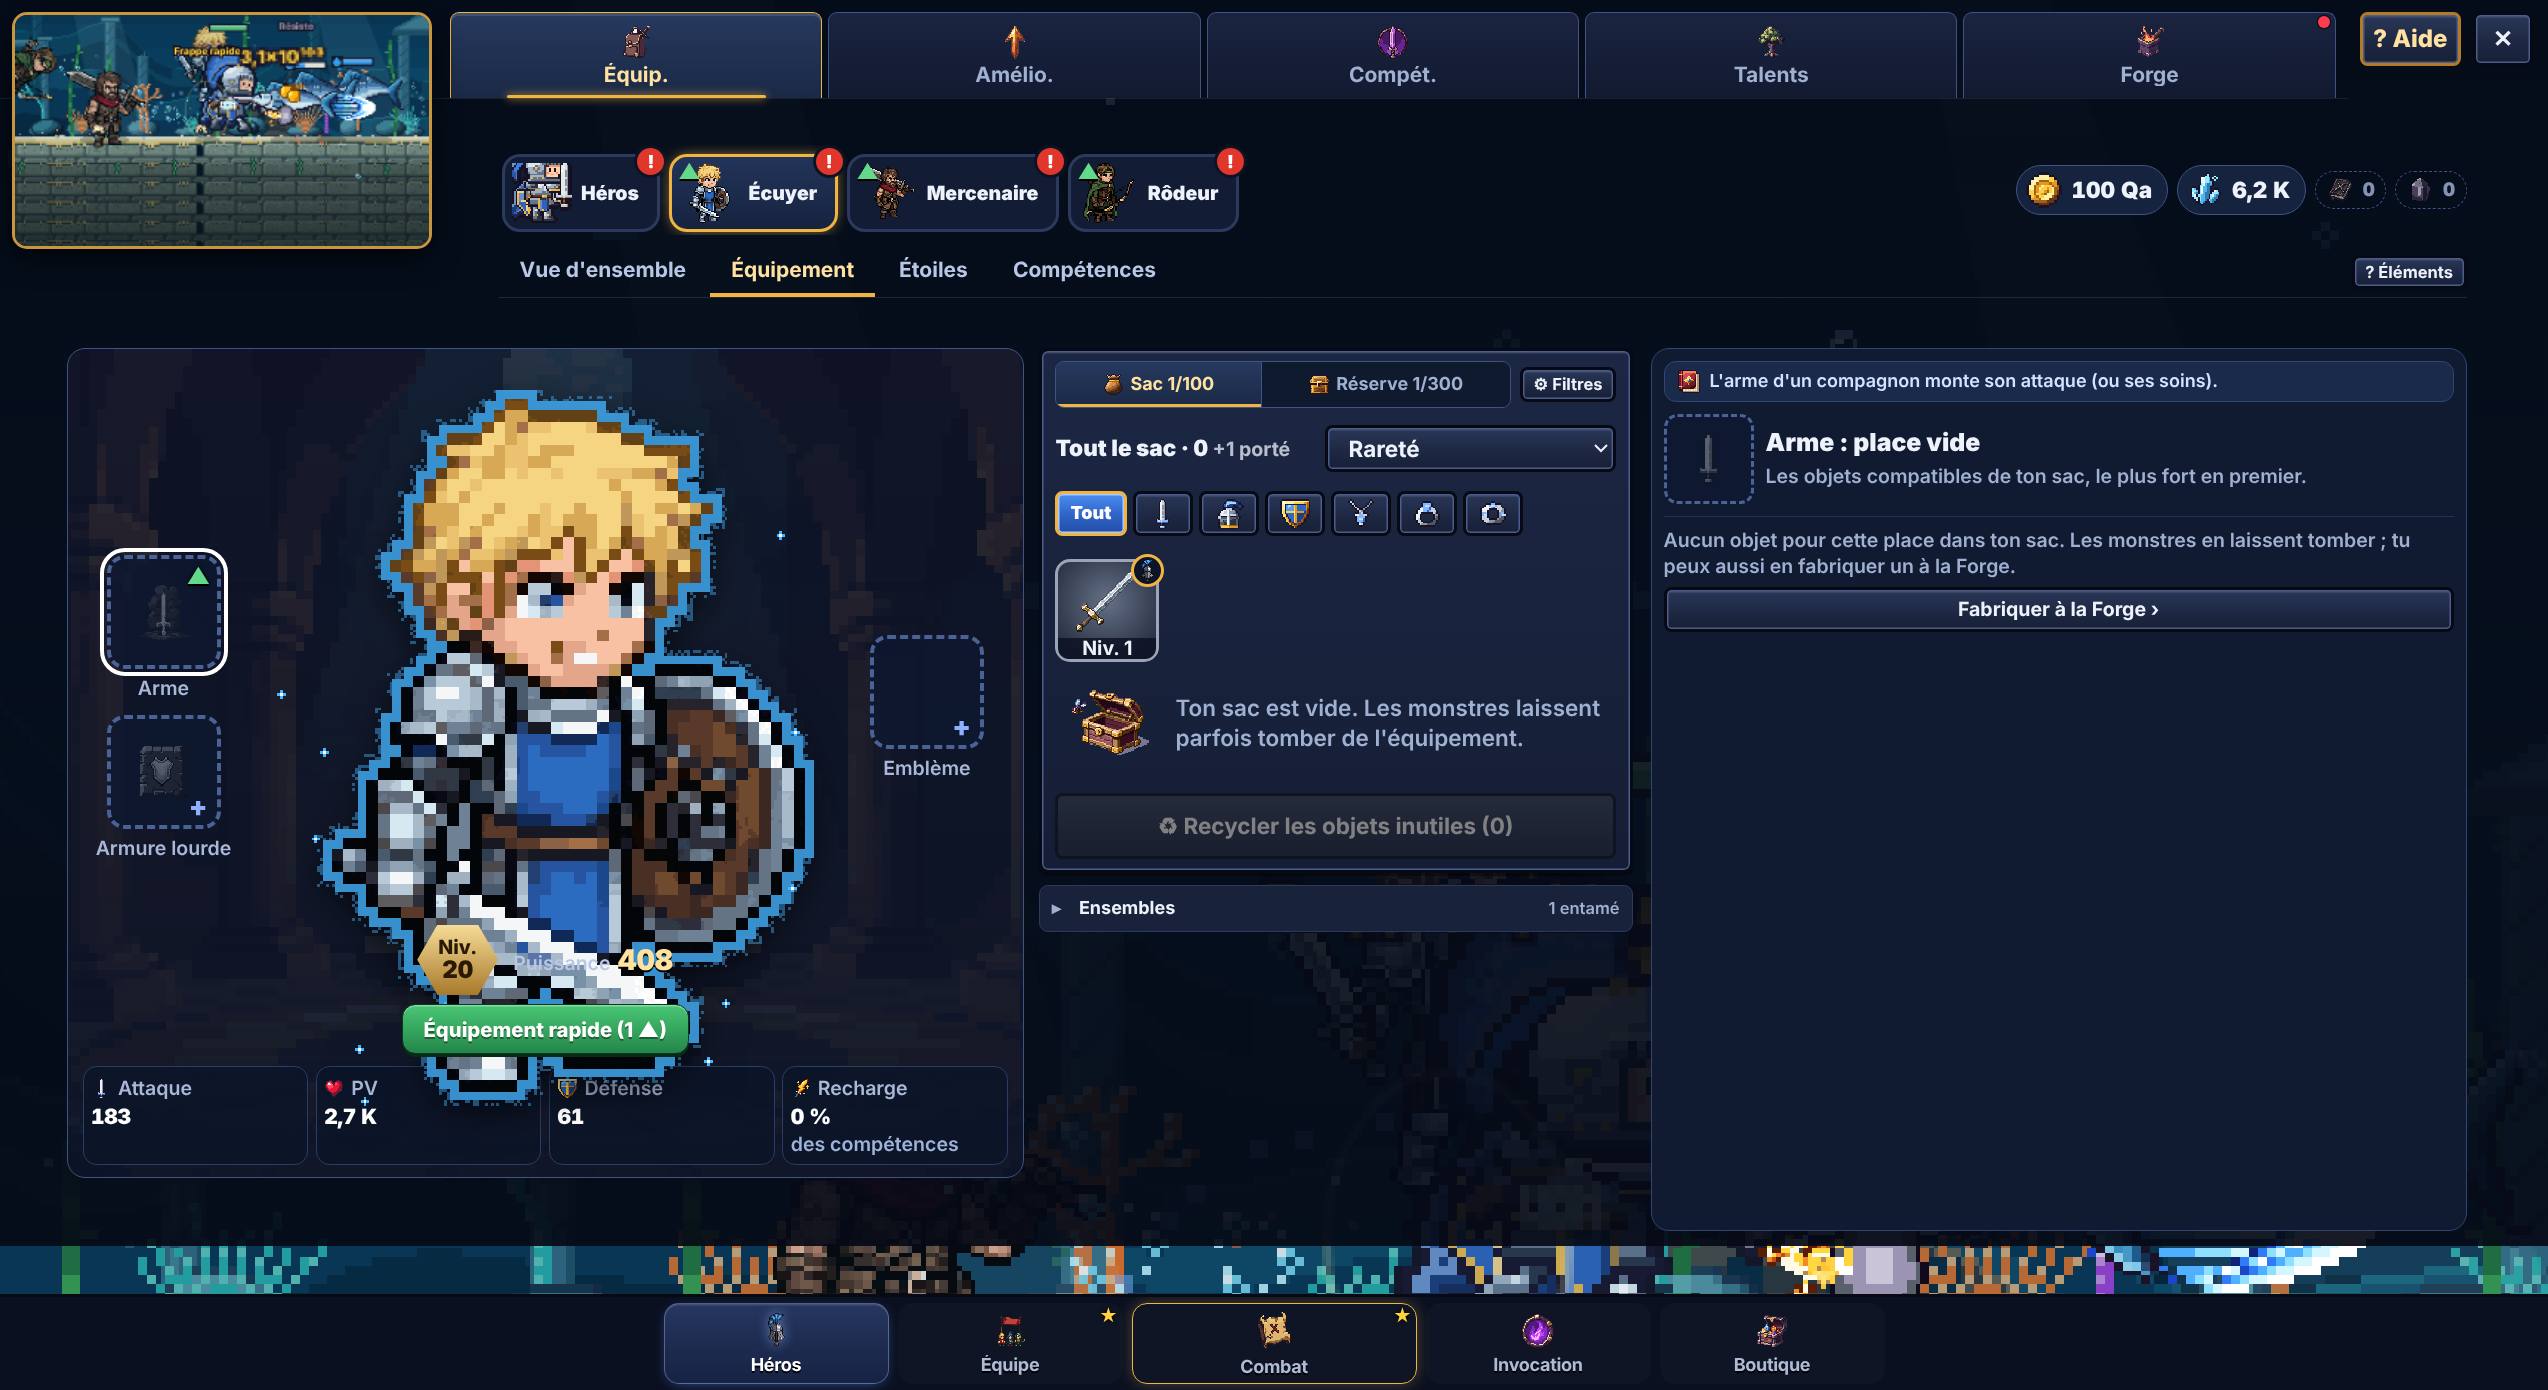 Résiste
Frappe rapide
3,1×10
Équip.
Amélio.
Compét.
Talents
Forge
? Aide
×
Héros
!
Écuyer
!
Mercenaire
!
Rôdeur
!
100 Qa
6,2 K
0
0
Vue d'ensemble
Équipement
Étoiles
Compétences
? Éléments
Arme
+
Armure lourde
+
Emblème
Niv.
20
Puissance 408
Équipement rapide (1 ▲)
Attaque
183
PV
2,7 K
Défense
61
Recharge
0 %
des compétences
Sac 1/100
Réserve 1/300
⚙ Filtres
Tout le sac · 0 +1 porté
Rareté
Tout
Niv. 1
Ton sac est vide. Les monstres laissent
parfois tomber de l'équipement.
♻ Recycler les objets inutiles (0)
▶ Ensembles
1 entamé
L'arme d'un compagnon monte son attaque (ou ses soins).
Arme : place vide
Les objets compatibles de ton sac, le plus fort en premier.
Aucun objet pour cette place dans ton sac. Les monstres en laissent tomber ; tu
peux aussi en fabriquer un à la Forge.
Fabriquer à la Forge ›
Héros
Équipe
Combat
Invocation
Boutique